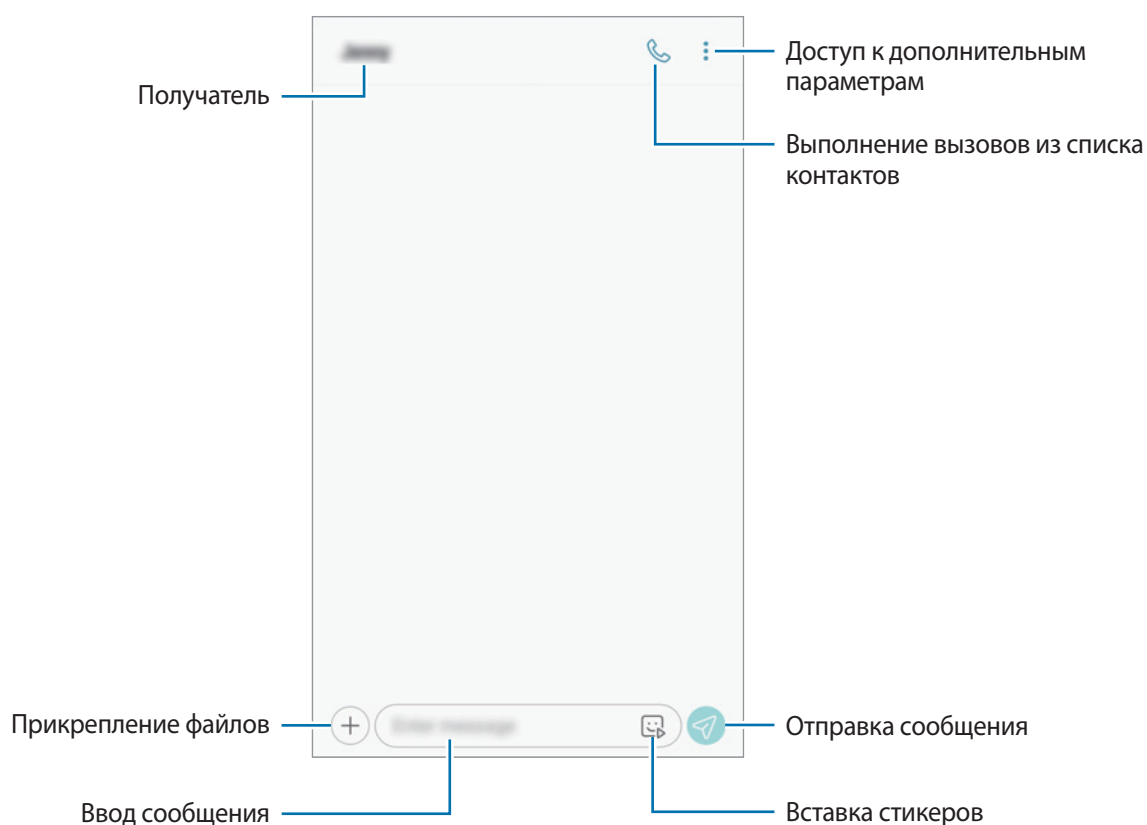 Доступ к дополнительным
параметрам
Получатель
Выполнение вызовов из списка
контактов
Прикрепление файлов
Отправка сообщения
Ввод сообщения
Вставка стикеров